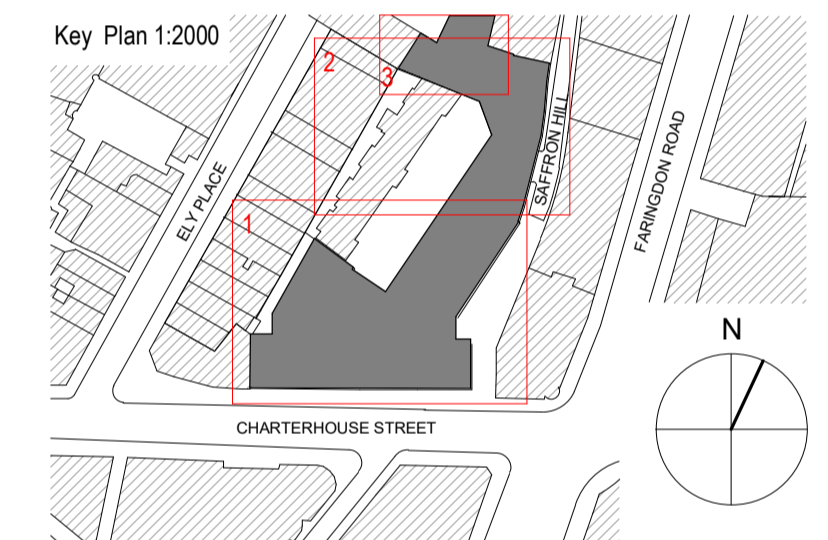 Key Plan 1:2000
2
3
SAFFRON HILL
FARINGDON ROAD
ELY PLACE
1
N
CHARTERHOUSE STREET